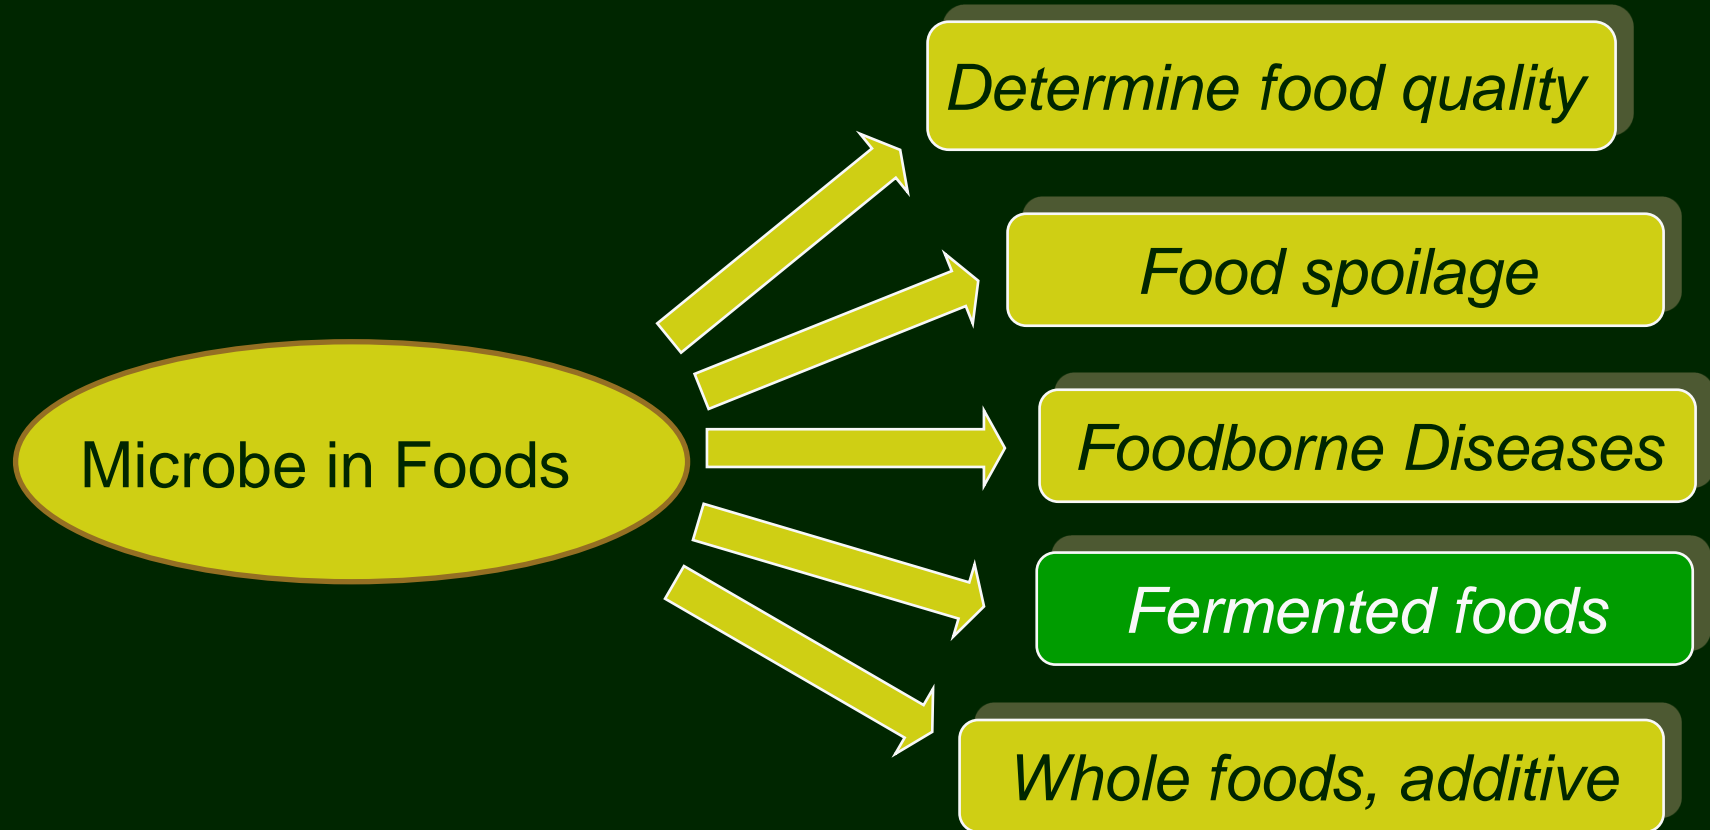 Determine food quality
Food spoilage
Microbe in Foods
Foodborne Diseases
Fermented foods
Whole foods, additive